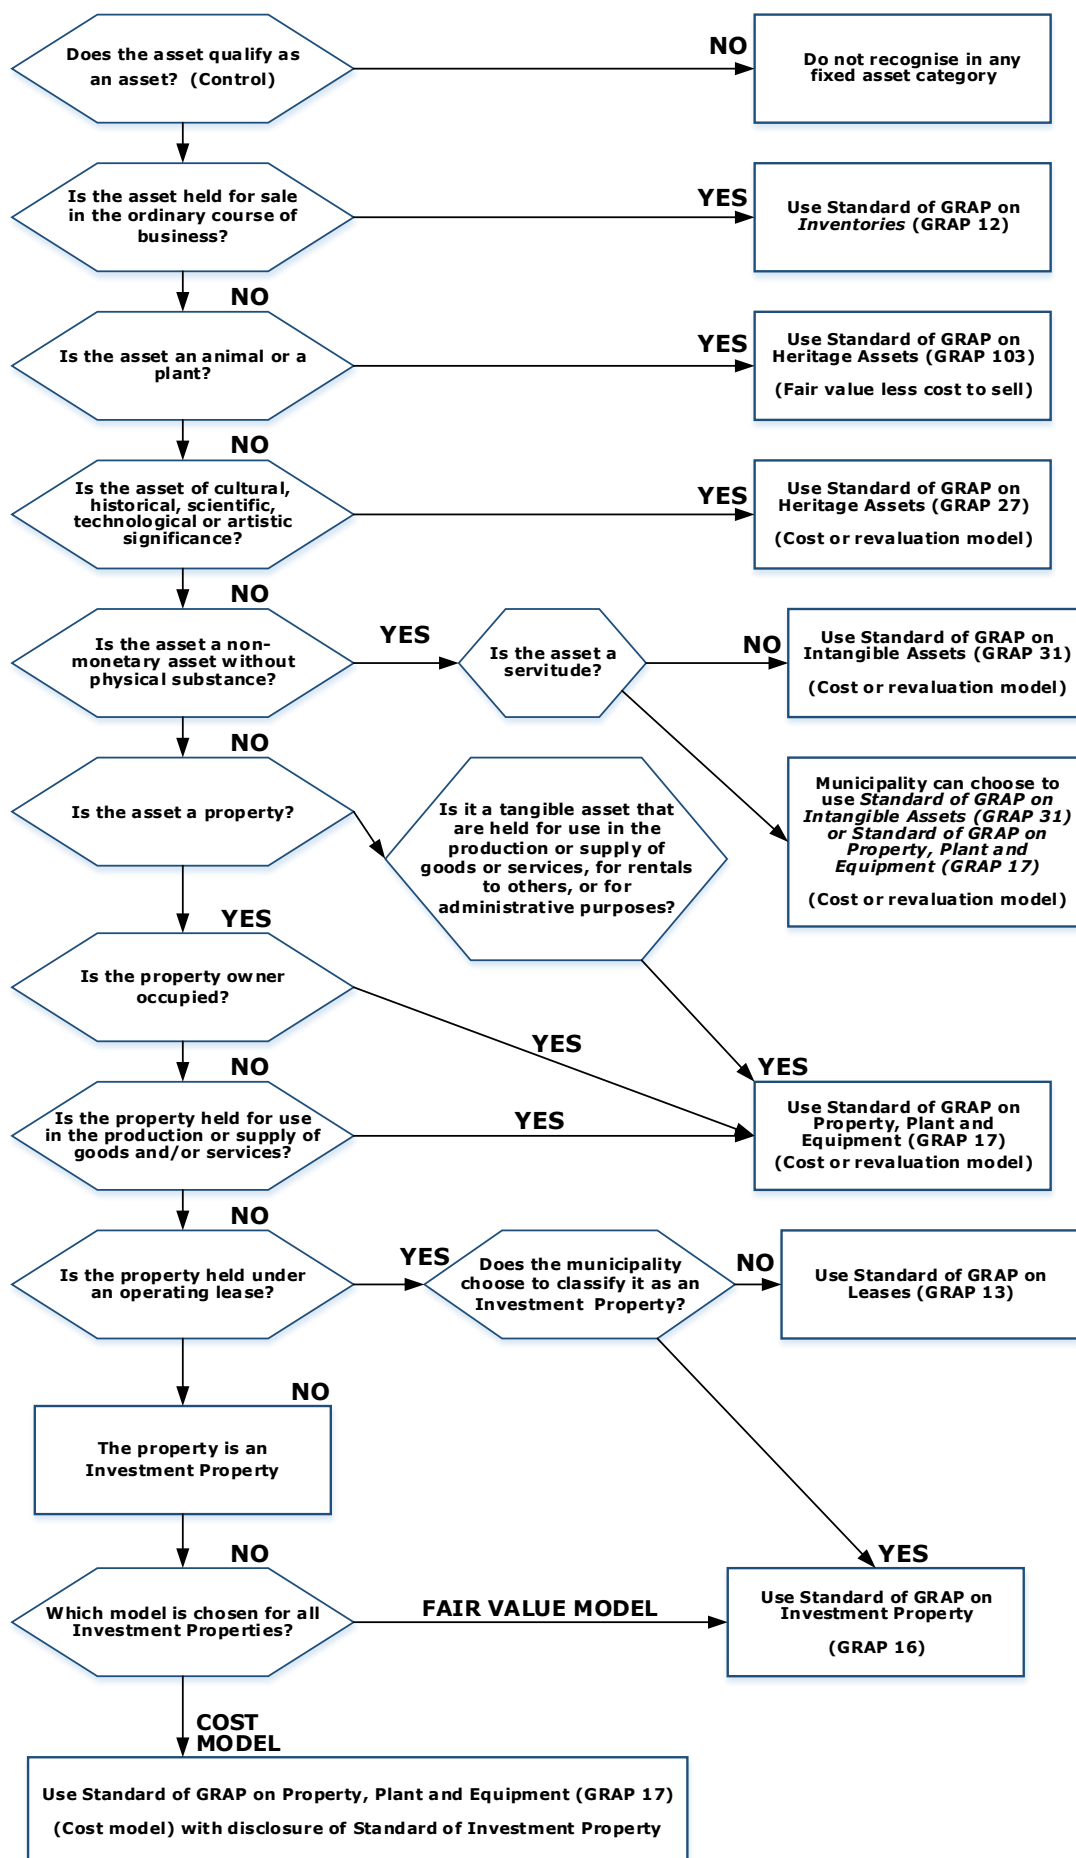 Does the asset qualify as
an asset? (Control)
NO
Do not recognise in any
fixed asset category
Is the asset held for sale
in the ordinary course of
business?
YES
Use Standard of GRAP on
Inventories (GRAP 12)
NO
Is the asset an animal or a
plant?
YES
Use Standard of GRAP on
Heritage Assets (GRAP 103)
(Fair value less cost to sell)
NO
Is the asset of cultural,
historical, scientific,
technological or artistic
significance?
YES
Use Standard of GRAP on
Heritage Assets (GRAP 27)
(Cost or revaluation model)
NO
Is the asset a non-
monetary asset without
physical substance?
YES
Is the asset a
servitude?
NO
Use Standard of GRAP on
Intangible Assets (GRAP 31)
(Cost or revaluation model)
NO
Is the asset a property?
Is it a tangible asset that
are held for use in the
production or supply of
goods or services, for rentals
to others, or for
administrative purposes?
Municipality can choose to
use Standard of GRAP on
Intangible Assets (GRAP 31)
or Standard of GRAP on
Property, Plant and
Equipment (GRAP 17)
(Cost or revaluation model)
YES
Is the property owner
occupied?
YES
YES
NO
Is the property held for use
in the production or supply of
goods and/or services?
YES
Use Standard of GRAP on
Property, Plant and
Equipment (GRAP 17)
(Cost or revaluation model)
NO
Is the property held under
an operating lease?
YES
Does the municipality
choose to classify it as an
Investment Property?
NO
Use Standard of GRAP on
Leases (GRAP 13)
NO
The property is an
Investment Property
NO
YES
Which model is chosen for all
Investment Properties?
FAIR VALUE MODEL
Use Standard of GRAP on
Investment Property
(GRAP 16)
COST
MODEL
Use Standard of GRAP on Property, Plant and Equipment (GRAP 17)
(Cost model) with disclosure of Standard of Investment Property